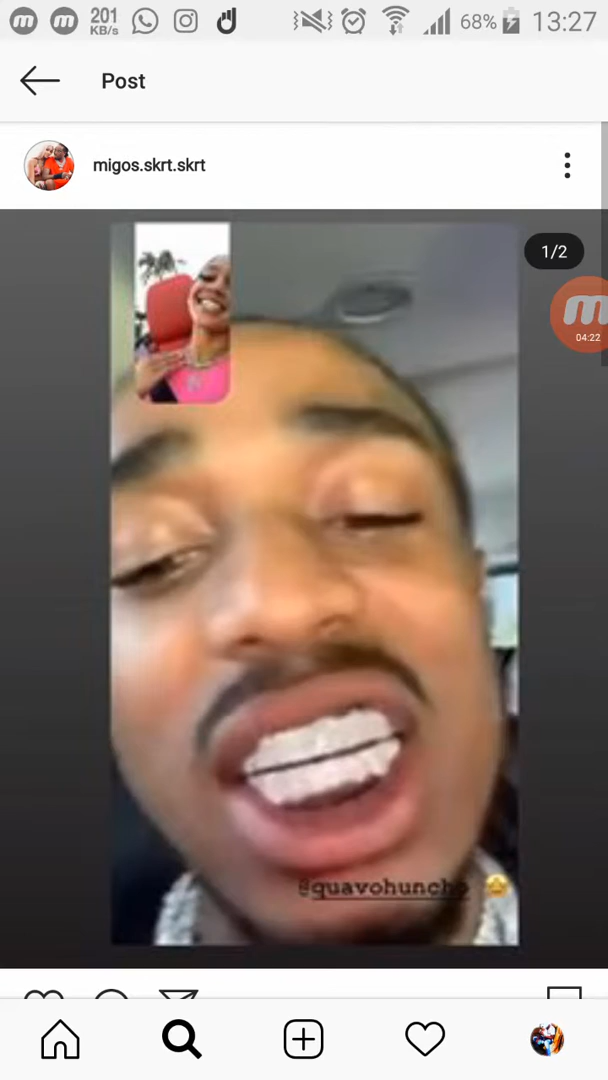 201
KB/s
68%
13:27
Post
migos.skrt.skrt
1/2
04:22
@quavohuncho